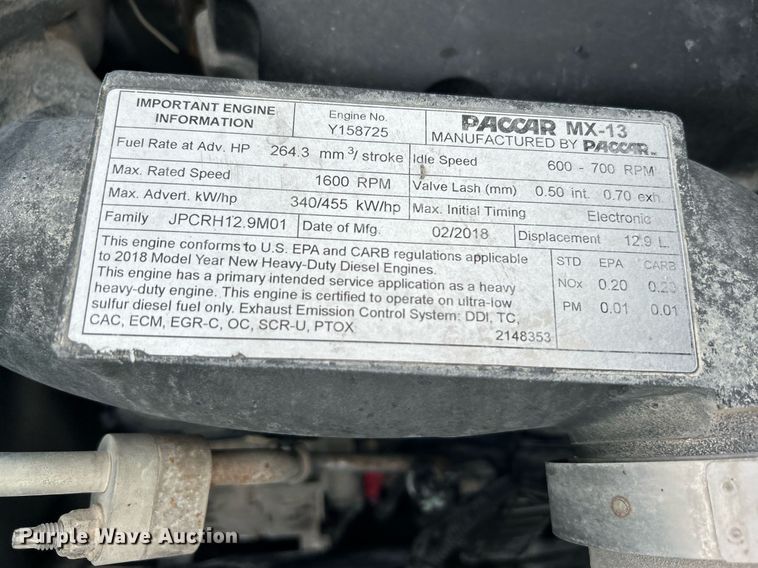 IMPORTANT ENGINE INFORMATION
Engine No. Y158725
PACCAR MX-13
MANUFACTURED BY PACCAR INC.
Fuel Rate at Adv. HP 264.3 mm³/ stroke
Idle Speed 600 - 700 RPM
Max. Rated Speed 1600 RPM
Valve Lash (mm) 0.50 int. 0.70 exh.
Max. Advert. kW/hp 340/455 kW/hp
Max. Initial Timing Electronic
Family JPCRH12.9M01
Date of Mfg. 02/2018
Displacement 12.9 L.
This engine conforms to U.S. EPA and CARB regulations applicable
to 2018 Model Year New Heavy-Duty Diesel Engines.
This engine has a primary intended service application as a heavy
heavy-duty engine. This engine is certified to operate on ultra-low
sulfur diesel fuel only. Exhaust Emission Control System: DDI, TC,
CAC, ECM, EGR-C, OC, SCR-U, PTOX
2148353
STD EPA CARB
NOx 0.20 0.20
PM 0.01 0.01
Purple Wave Auction